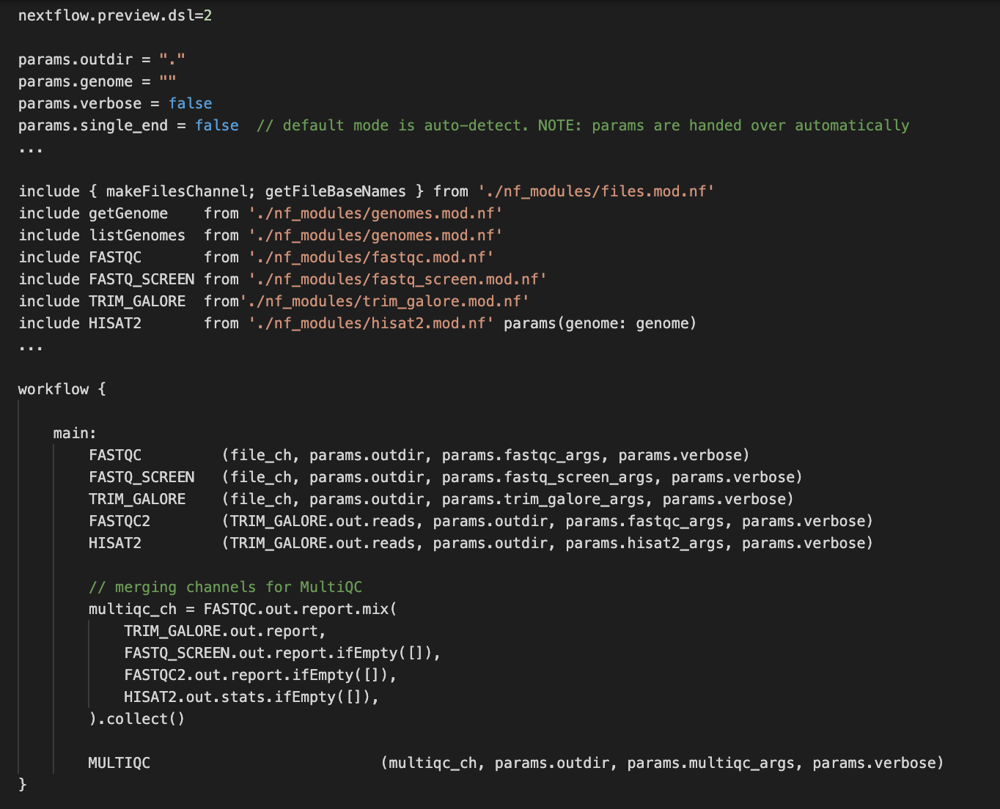 nextflow.preview.dsl=2
params.outdir = "."
params.genome = ""
params.verbose = false
params.single_end = false  // default mode is auto-detect. NOTE: params are handed over automatically
...
include { makeFilesChannel; getFileBaseNames } from './nf_modules/files.mod.nf'
include getGenome    from './nf_modules/genomes.mod.nf'
include listGenomes  from './nf_modules/genomes.mod.nf'
include FASTQC       from './nf_modules/fastqc.mod.nf'
include FASTQ_SCREEN from './nf_modules/fastq_screen.mod.nf'
include TRIM_GALORE  from'./nf_modules/trim_galore.mod.nf'
include HISAT2       from './nf_modules/hisat2.mod.nf' params(genome: genome)
...
workflow {
    main:
        FASTQC         (file_ch, params.outdir, params.fastqc_args, params.verbose)
        FASTQ_SCREEN   (file_ch, params.outdir, params.fastq_screen_args, params.verbose)
        TRIM_GALORE    (file_ch, params.outdir, params.trim_galore_args, params.verbose)
        FASTQC2        (TRIM_GALORE.out.reads, params.outdir, params.fastqc_args, params.verbose)
        HISAT2         (TRIM_GALORE.out.reads, params.outdir, params.hisat2_args, params.verbose)
        // merging channels for MultiQC
        multiqc_ch = FASTQC.out.report.mix(
            TRIM_GALORE.out.report,
            FASTQ_SCREEN.out.report.ifEmpty([]),
            FASTQC2.out.report.ifEmpty([]),
            HISAT2.out.stats.ifEmpty([]),
        ).collect()
        MULTIQC                          (multiqc_ch, params.outdir, params.multiqc_args, params.verbose)
}